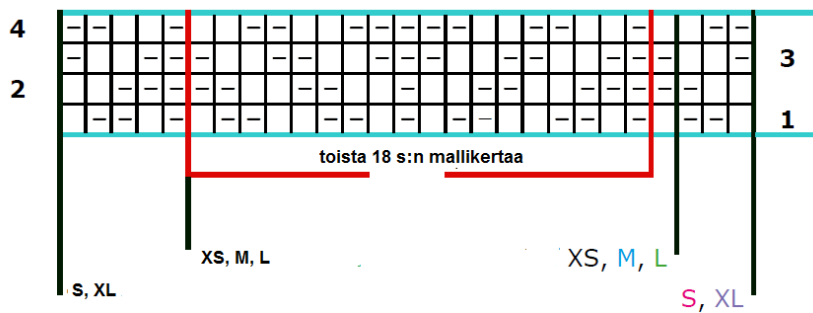 4
3
2
1
toista 18 s:n mallikertaa
XS, M, L
XS, M, L
S, XL
S, XL